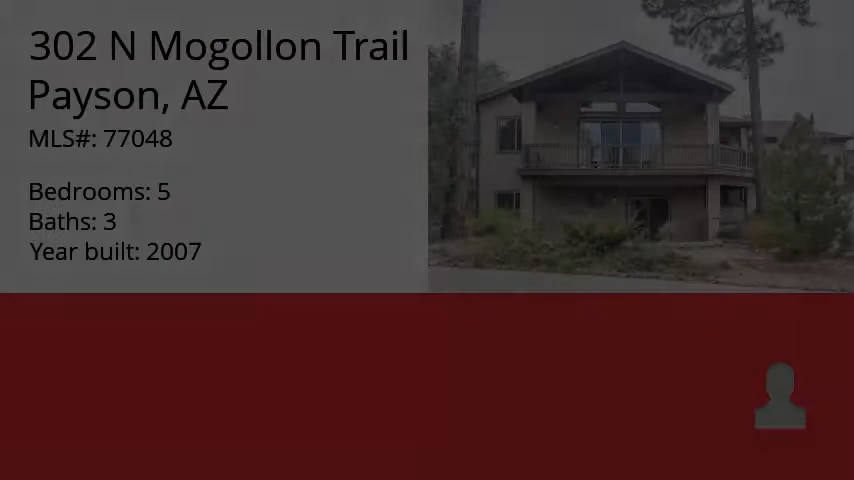 302 N Mogollon Trail
Payson, AZ
MLS#: 77048
Bedrooms: 5
Baths: 3
Year built: 2007